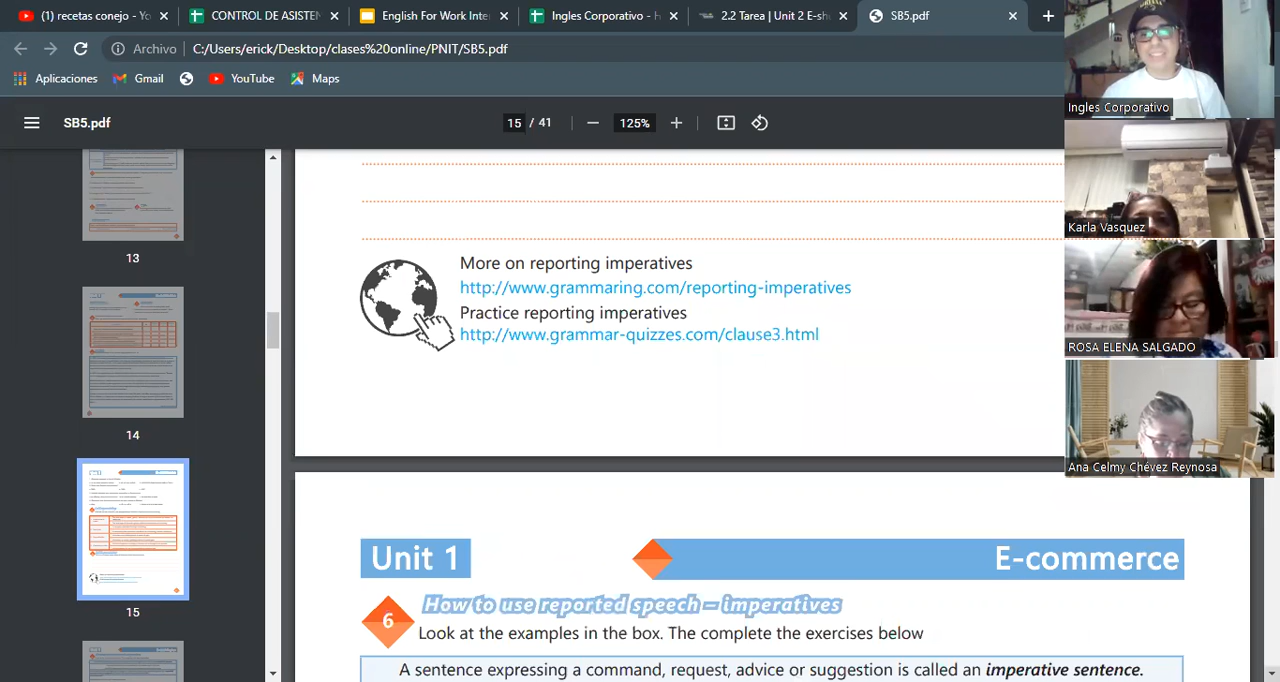 (1) recetas conejo - Yo
CONTROL DE ASISTEN
English For Work Inte
Ingles Corporativo - H
2.2 Tarea | Unit 2 E-sh
SB5.pdf
Archivo
C:/Users/erick/Desktop/clases%20online/PNIT/SB5.pdf
Aplicaciones
Gmail
YouTube
Maps
SB5.pdf
15 / 41
125%
13
14
15
More on reporting imperatives
http://www.grammaring.com/reporting-imperatives
Practice reporting imperatives
http://www.grammar-quizzes.com/clause3.html
Unit 1
E-commerce
6
How to use reported speech – imperatives
Look at the examples in the box. The complete the exercises below
A sentence expressing a command, request, advice or suggestion is called an imperative sentence.
Ingles Corporativo
Karla Vasquez
ROSA ELENA SALGADO
Ana Celmy Chévez Reynosa